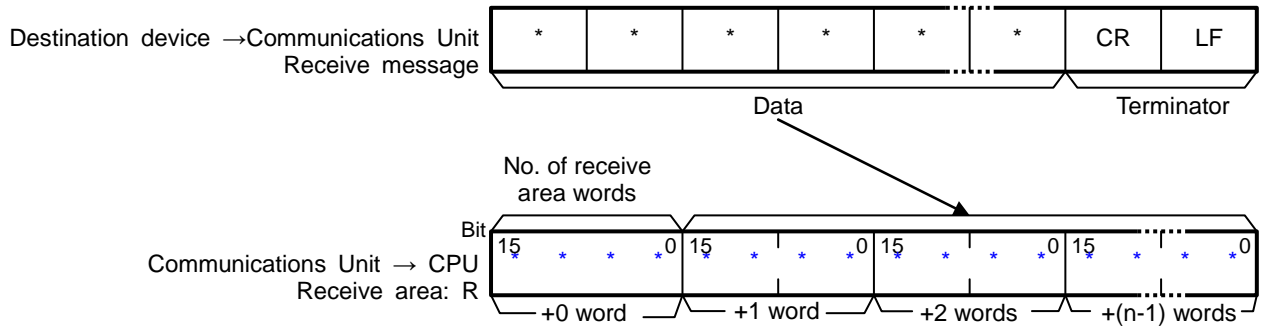 Destination device →Communications Unit
Receive message
* * * * * * CR LF
Data
Terminator
No. of receive
area words
Bit
15 0 15 0 15 0 15 0
* * * * * * * * * * * * * * * *
Communications Unit → CPU
Receive area: R
+0 word +1 word +2 words +(n-1) words